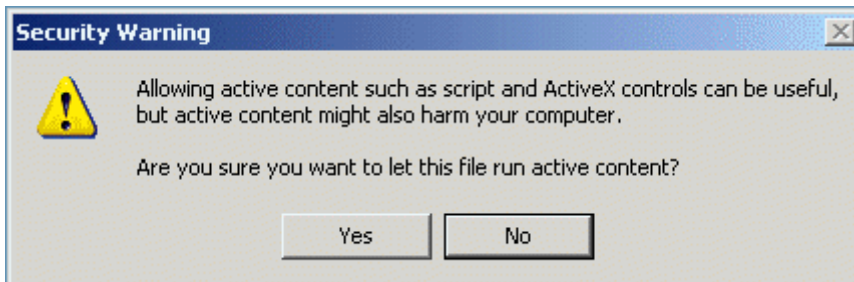 Security Warning
Allowing active content such as script and ActiveX controls can be useful,
but active content might also harm your computer.
Are you sure you want to let this file run active content?
Yes No